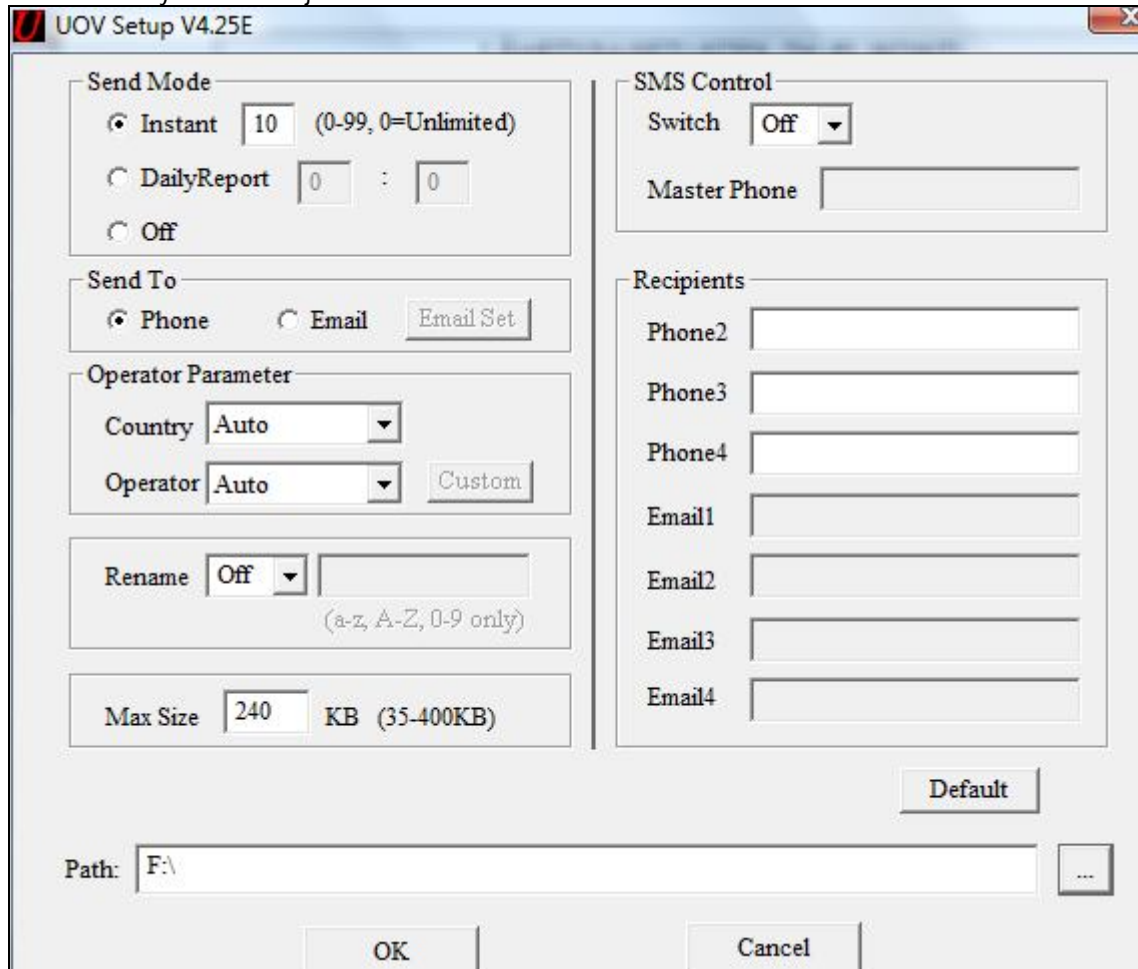 UOV Setup V4.25E
Send Mode
Instant 10 (0-99, 0=Unlimited)
DailyReport 0 : 0
Off
Send To
Phone Email Email Set
Operator Parameter
Country Auto
Operator Auto Custom
Rename Off
(a-z, A-Z, 0-9 only)
Max Size 240 KB (35-400KB)
SMS Control
Switch Off
Master Phone
Recipients
Phone2
Phone3
Phone4
Email1
Email2
Email3
Email4
Default
Path: F:\ ...
OK Cancel